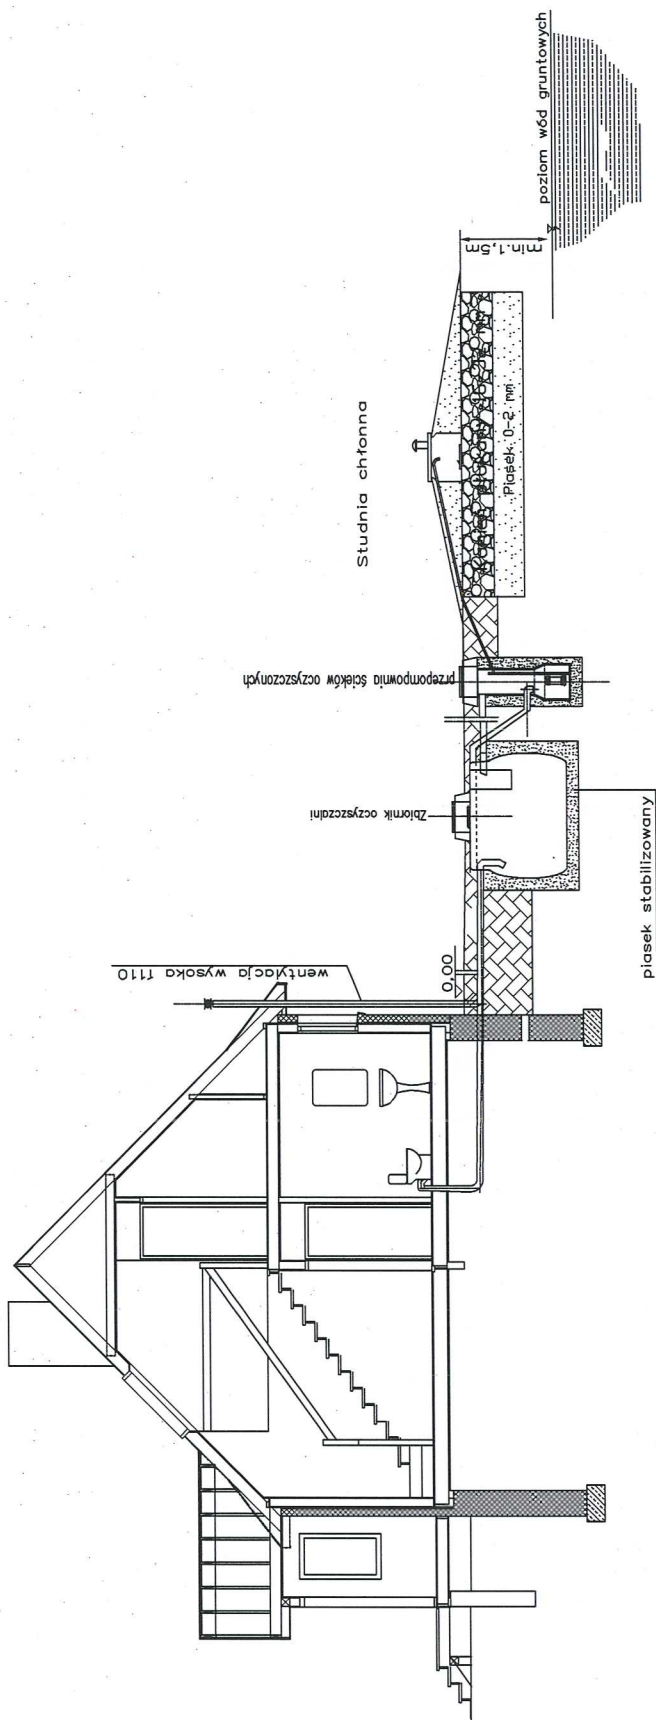 poziom wód gruntowych
min.1,5m
Studnia chłonna
Piasek 0-2 mm
przepompownia ścieków oczyszczonych
Zbiornik oczyszczalni
piasek stabilizowany
0,00
wentylacja wysoka f110